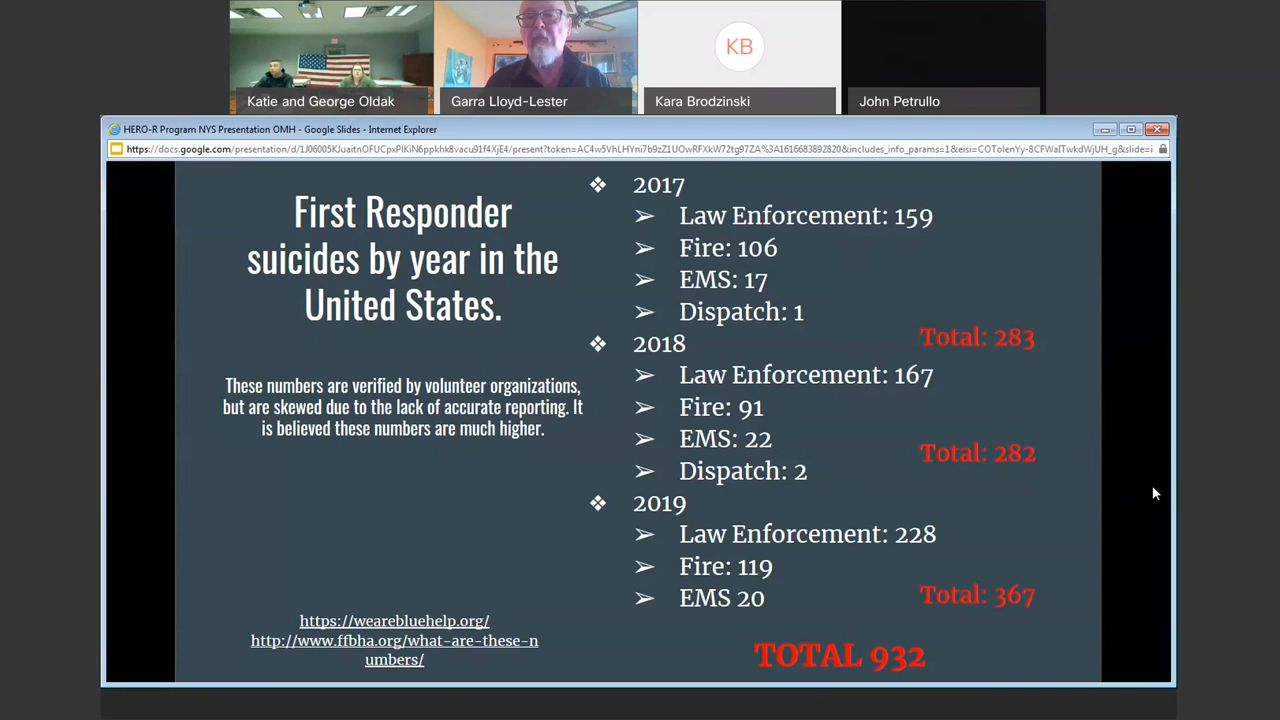 KB
Katie and George Oldak
Garra Lloyd-Lester
Kara Brodzinski
John Petrullo
HERO-R Program NYS Presentation OMH - Google Slides - Internet Explorer
First Responder
suicides by year in the
United States.
These numbers are verified by volunteer organizations,
but are skewed due to the lack of accurate reporting. It
is believed these numbers are much higher.
https://wearebluehelp.org/
http://www.ffbha.org/what-are-these-n
umbers/
❖ 2017
➢ Law Enforcement: 159
➢ Fire: 106
➢ EMS: 17
➢ Dispatch: 1
Total: 283
❖ 2018
➢ Law Enforcement: 167
➢ Fire: 91
➢ EMS: 22
➢ Dispatch: 2
Total: 282
❖ 2019
➢ Law Enforcement: 228
➢ Fire: 119
➢ EMS 20
Total: 367
TOTAL 932